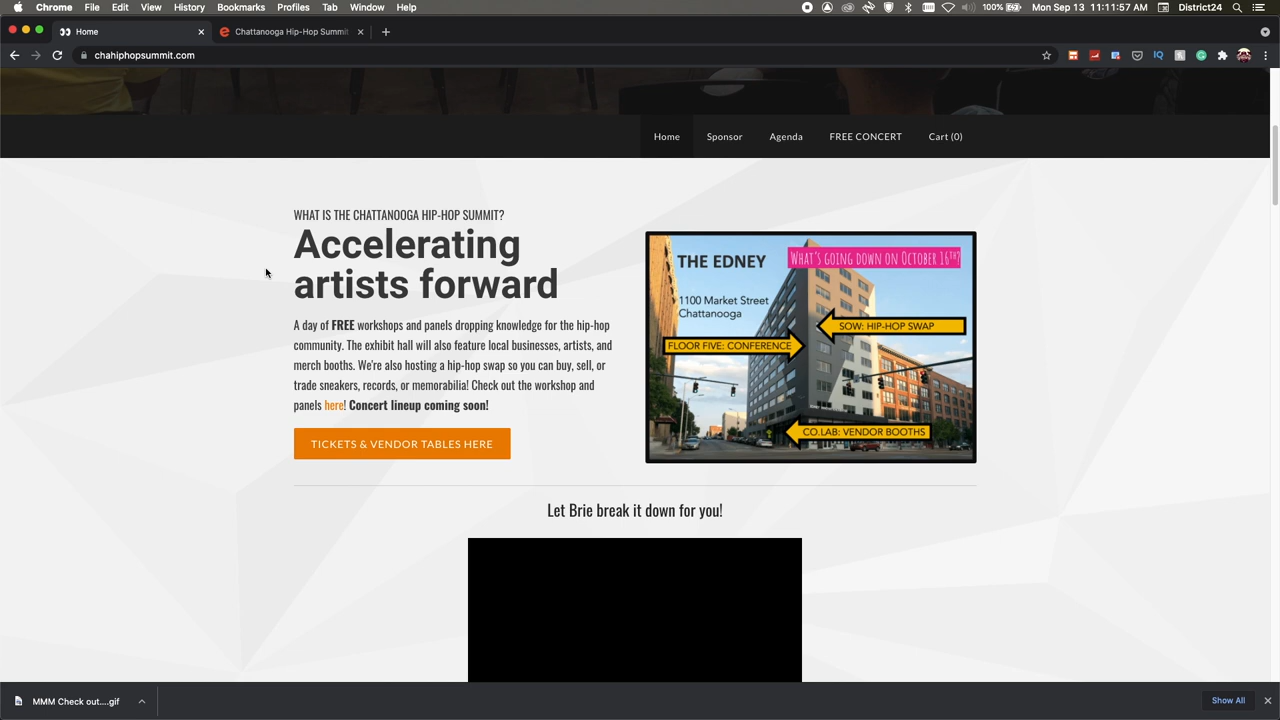 Chrome File Edit View History Bookmarks Profiles Tab Window Help 100% Mon Sep 13 11:11:57 AM District24
Home Chattanooga Hip-Hop Summit
chahiphopsummit.com
Home Sponsor Agenda FREE CONCERT Cart (0)
WHAT IS THE CHATTANOOGA HIP-HOP SUMMIT?
Accelerating
artists forward
A day of FREE workshops and panels dropping knowledge for the hip-hop
community. The exhibit hall will also feature local businesses, artists, and
merch booths. We're also hosting a hip-hop swap so you can buy, sell, or
trade sneakers, records, or memorabilia! Check out the workshop and
panels here! Concert lineup coming soon!
TICKETS & VENDOR TABLES HERE
THE EDNEY
WHAT'S GOING DOWN ON OCTOBER 16TH?
1100 Market Street
Chattanooga
SOW: HIP-HOP SWAP
FLOOR FIVE: CONFERENCE
CO.LAB: VENDOR BOOTHS
Let Brie break it down for you!
MMM Check out....gif
Show All